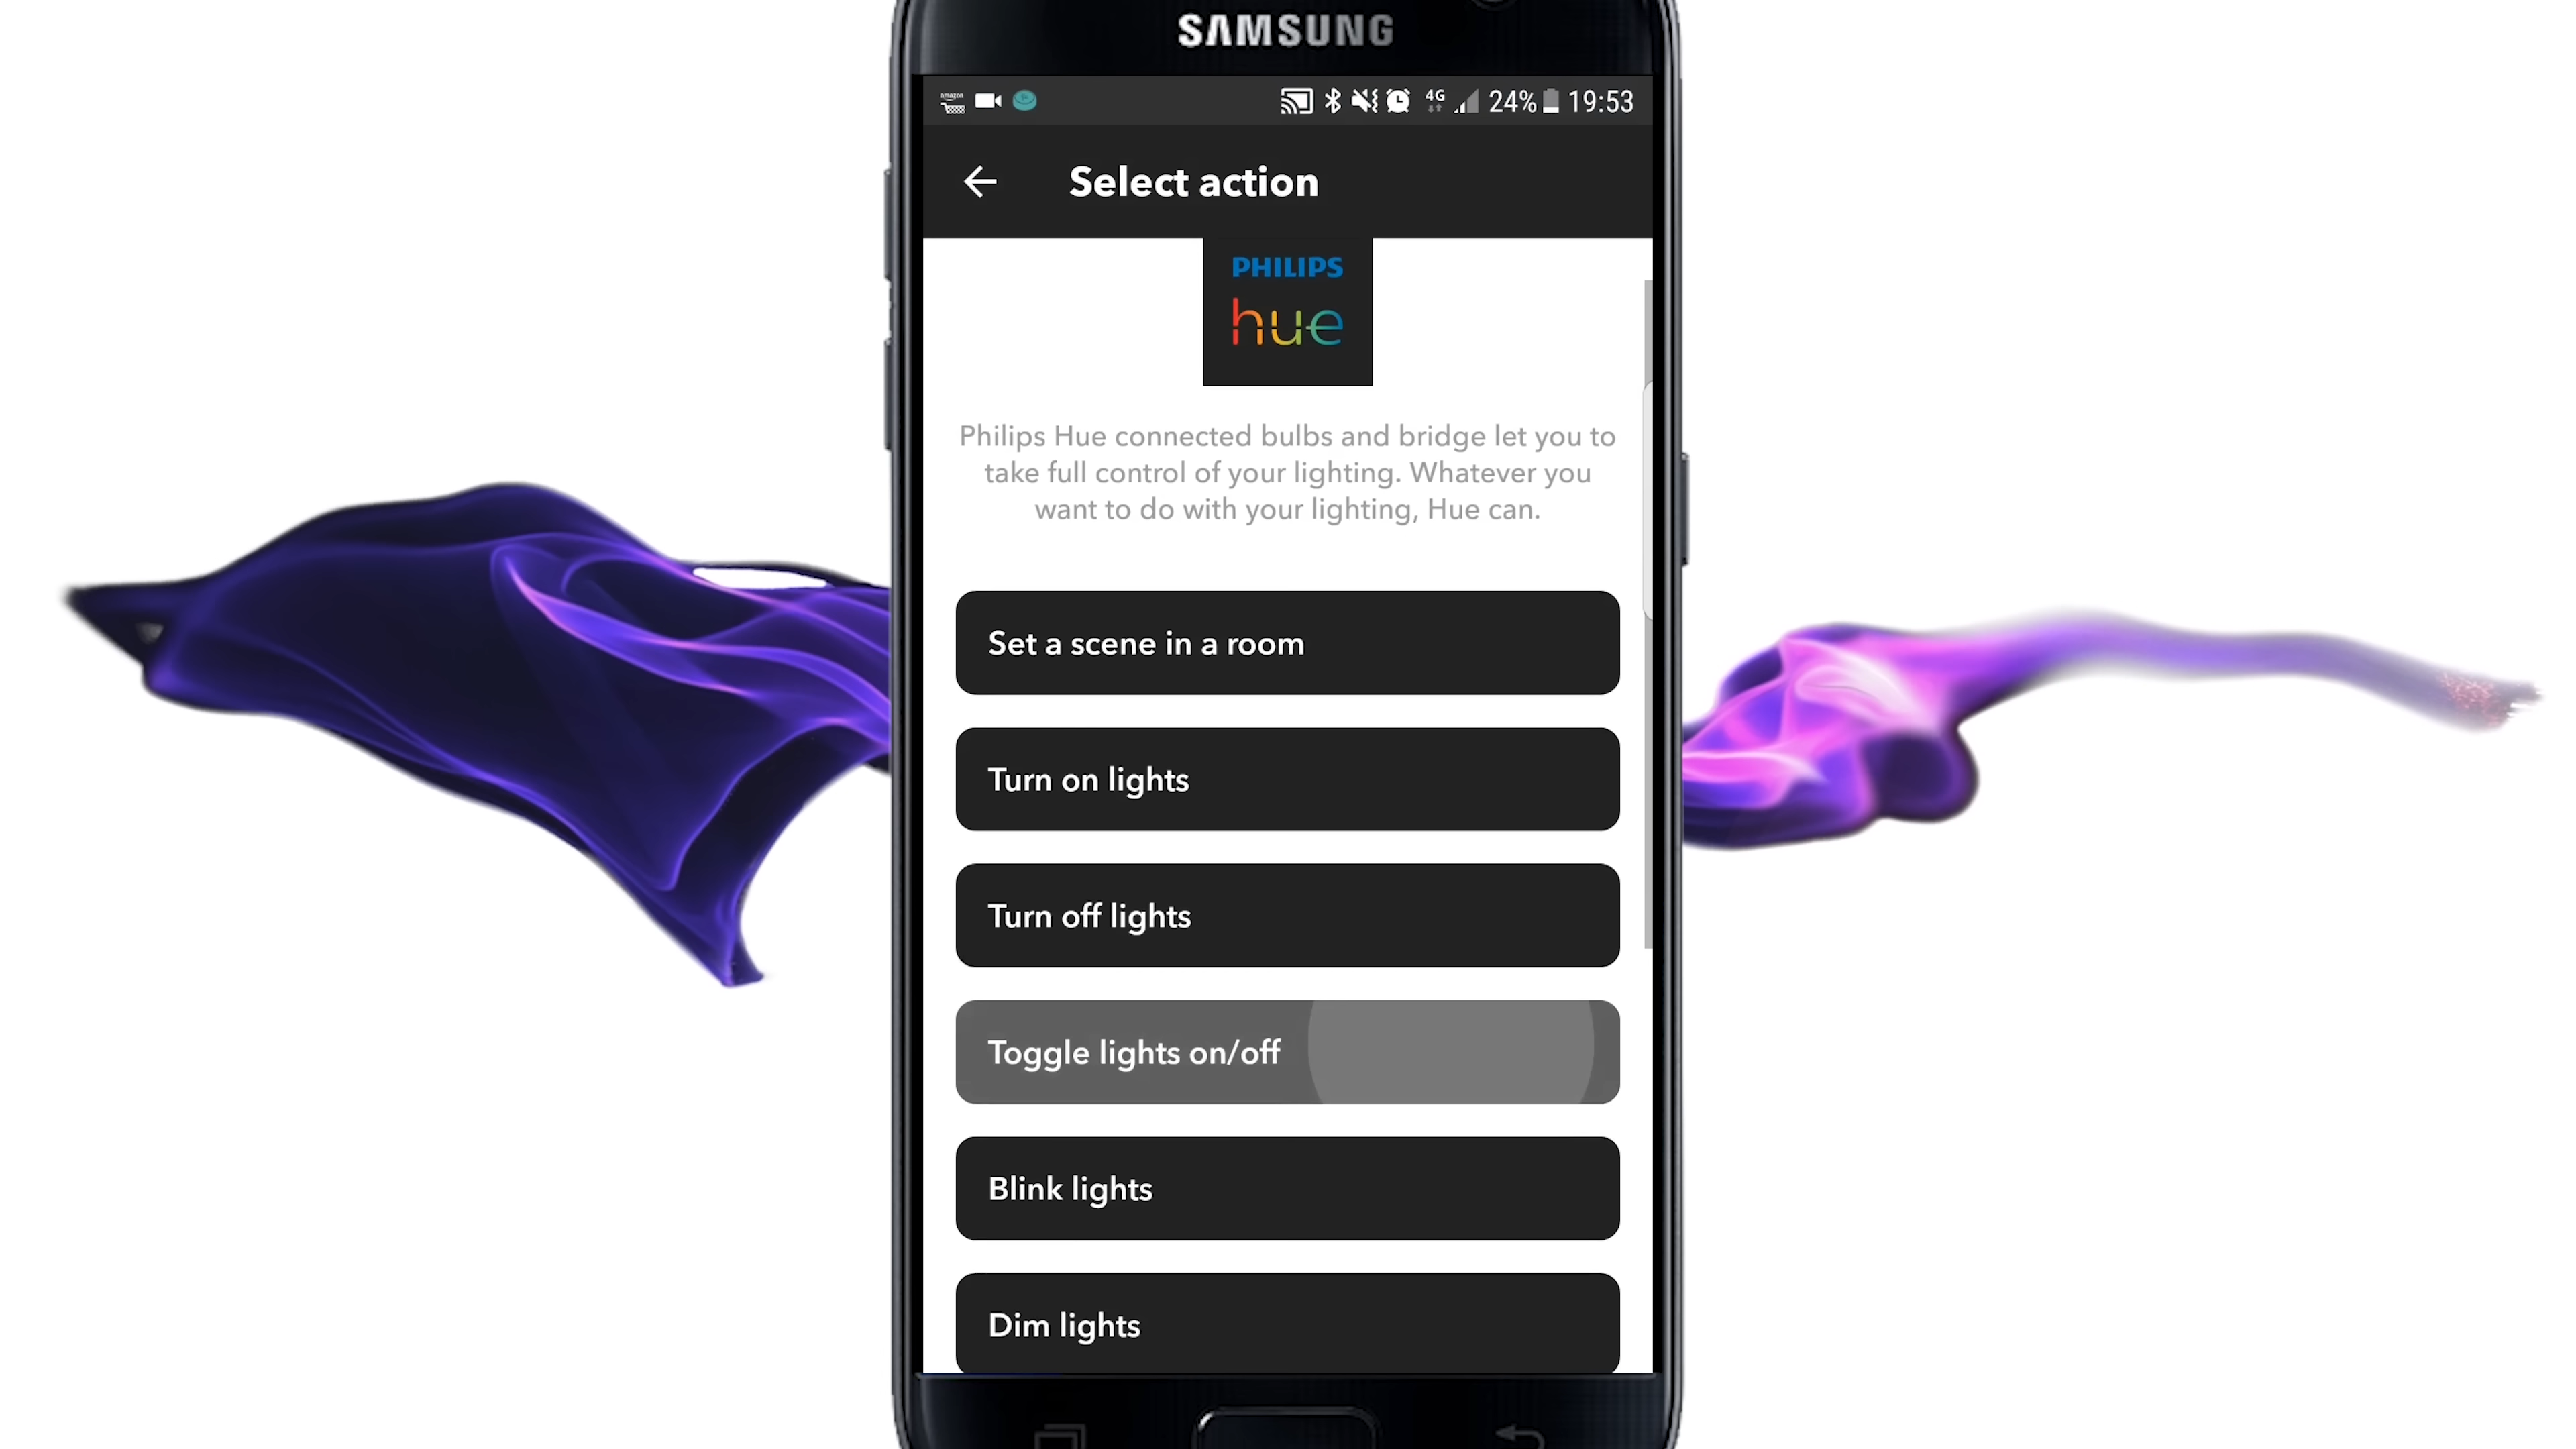 SAMSUNG
amazon
4G 24% 19:53
Select action
PHILIPS
hue
Philips Hue connected bulbs and bridge let you to
take full control of your lighting. Whatever you
want to do with your lighting, Hue can.
Set a scene in a room
Turn on lights
Turn off lights
Toggle lights on/off
Blink lights
Dim lights